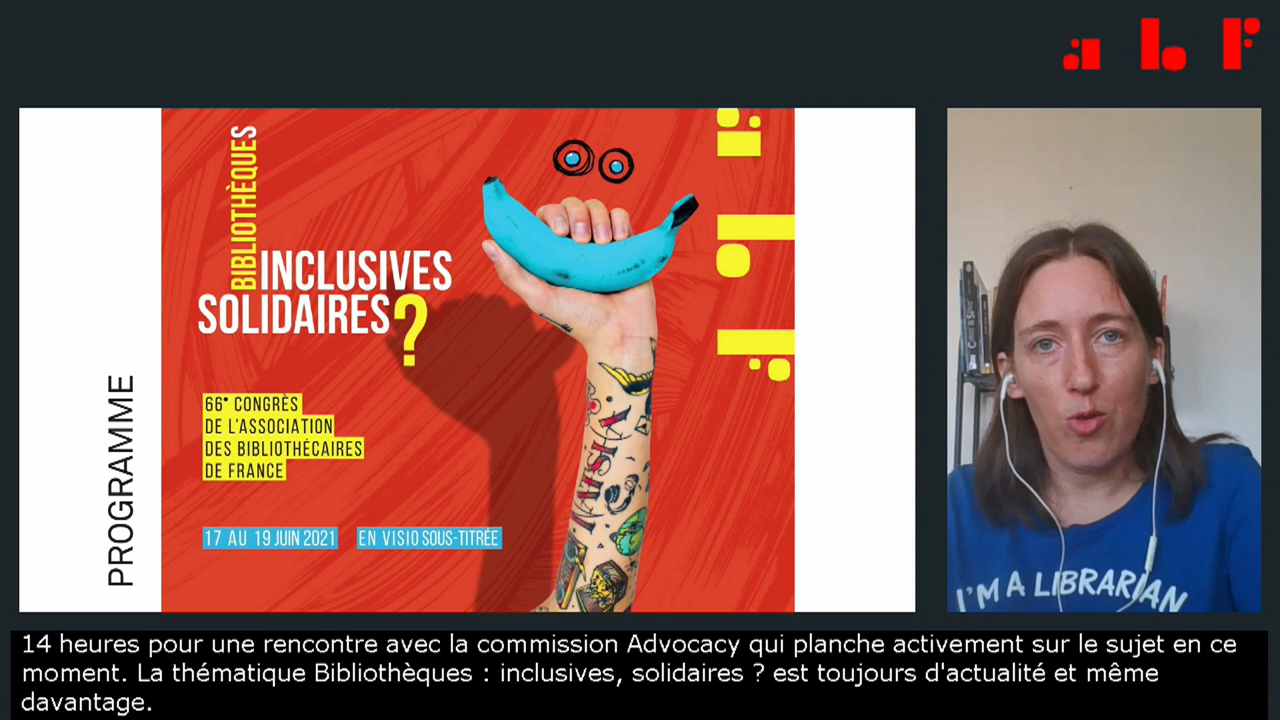 a b f
PROGRAMME
BIBLIOTHÈQUES
INCLUSIVES
SOLIDAIRES ?
66e CONGRÈS
DE L'ASSOCIATION
DES BIBLIOTHÉCAIRES
DE FRANCE
17 AU 19 JUIN 2021 EN VISIO SOUS-TITRÉE
a b f
I'M A LIBRARIAN
14 heures pour une rencontre avec la commission Advocacy qui planche activement sur le sujet en ce
moment. La thématique Bibliothèques : inclusives, solidaires ? est toujours d'actualité et même
davantage.